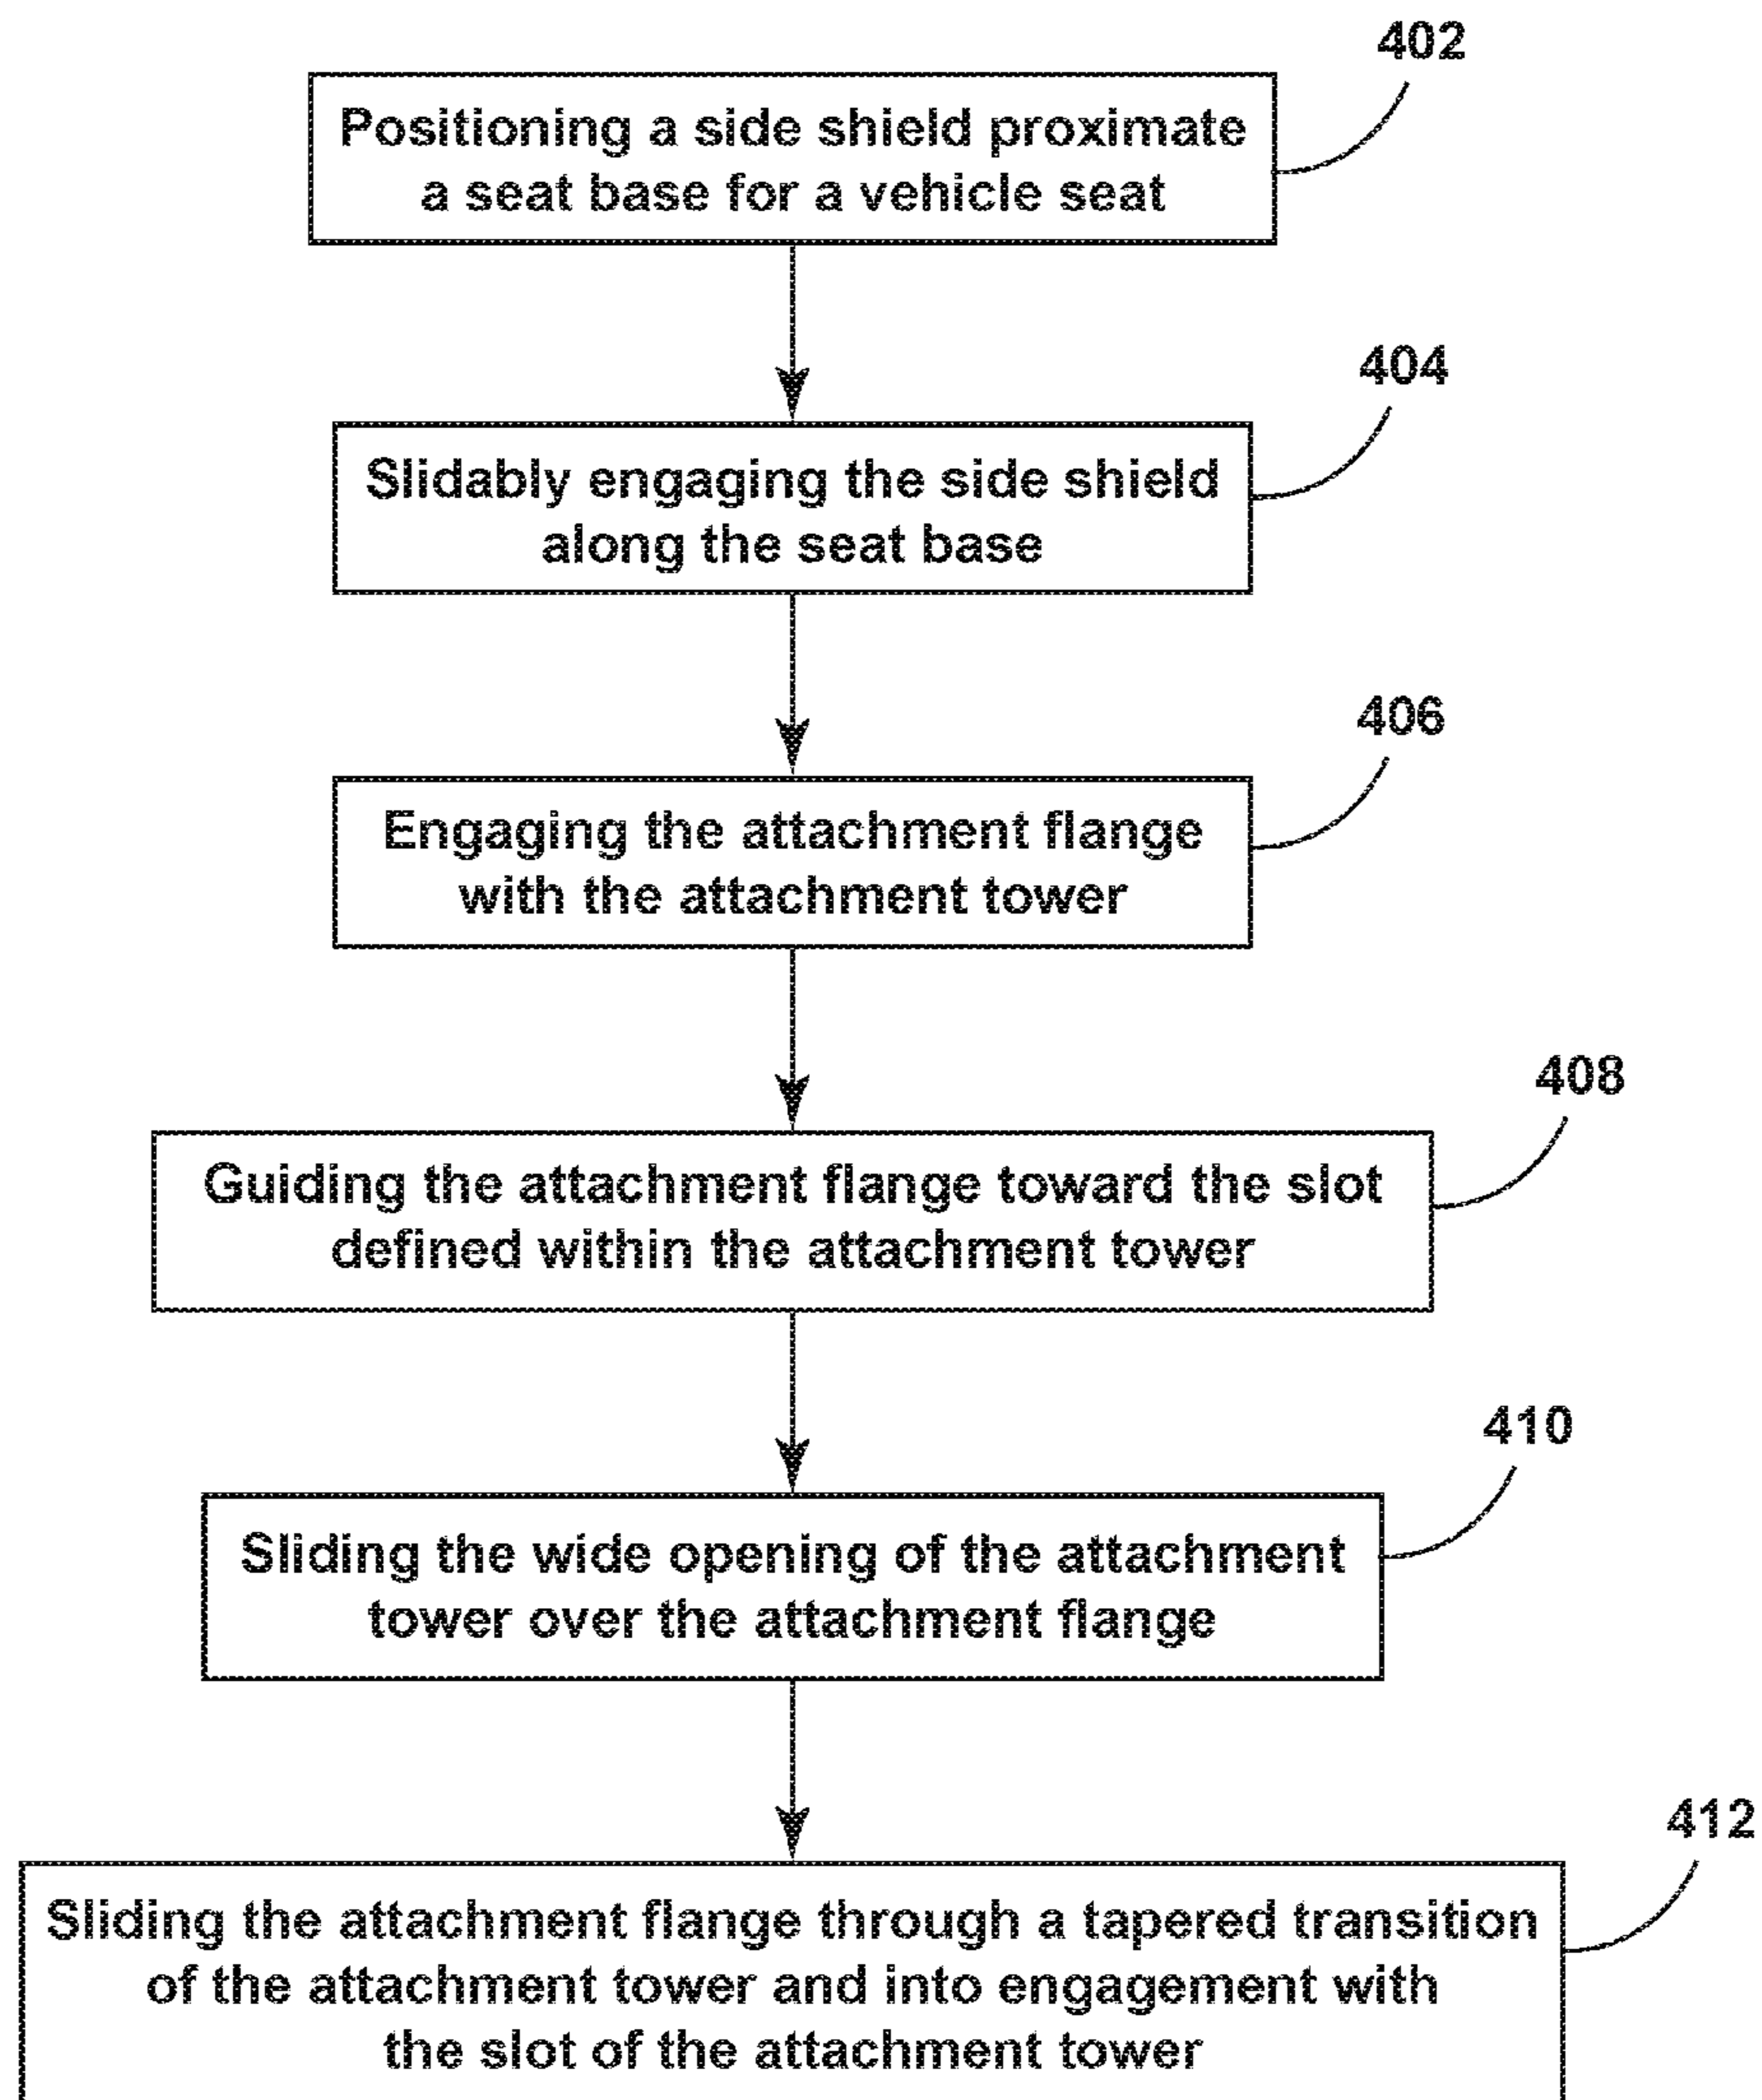 402
Positioning a side shield proximate
a seat base for a vehicle seat
404
Slidably engaging the side shield
along the seat base
406
Engaging the attachment flange
with the attachment tower
408
Guiding the attachment flange toward the slot
defined within the attachment tower
410
Sliding the wide opening of the attachment
tower over the attachment flange
412
Sliding the attachment flange through a tapered transition
of the attachment tower and into engagement with
the slot of the attachment tower